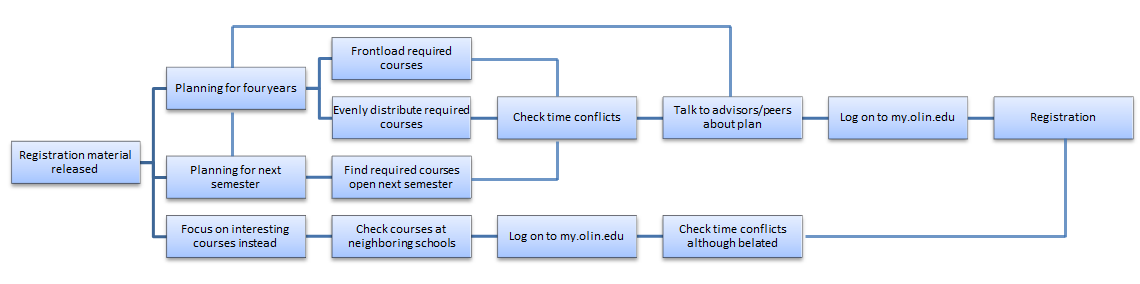 Frontload required
courses
Planning for four years
Evenly distribute required
courses
Check time conflicts
Talk to advisors/peers
about plan
Log on to my.olin.edu
Registration
Registration material
released
Planning for next
semester
Find required courses
open next semester
Focus on interesting
courses instead
Check courses at
neighboring schools
Log on to my.olin.edu
Check time conflicts
although belated